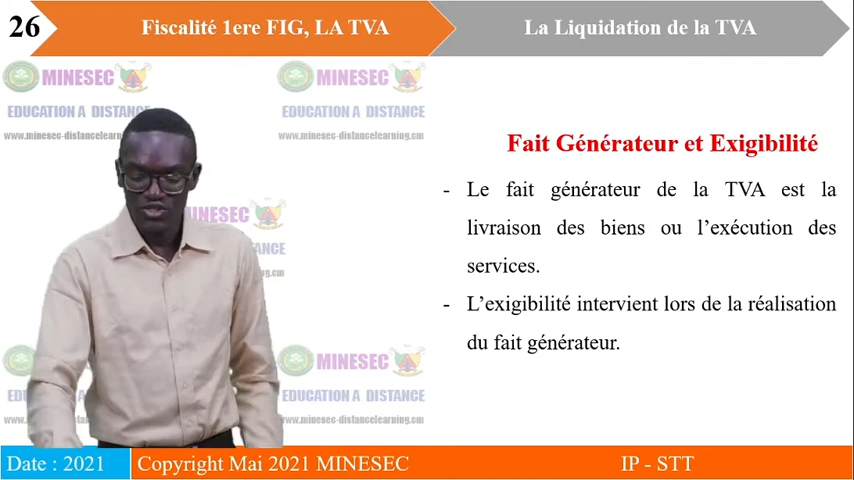 26
Fiscalité 1ere FIG, LA TVA
La Liquidation de la TVA
MINESEC
MINESEC
EDUCATION A DISTANCE
EDUCATION A DISTANCE
www.minesec-distancelearning.cm
www.minesec-distancelearning.cm
Fait Générateur et Exigibilité
- Le fait générateur de la TVA est la
livraison des biens ou l’exécution des
services.
- L’exigibilité intervient lors de la réalisation
du fait générateur.
MINESEC
EDUCATION A DISTANCE
www.minesec-distancelearning.cm
Date : 2021
Copyright Mai 2021 MINESEC
IP - STT